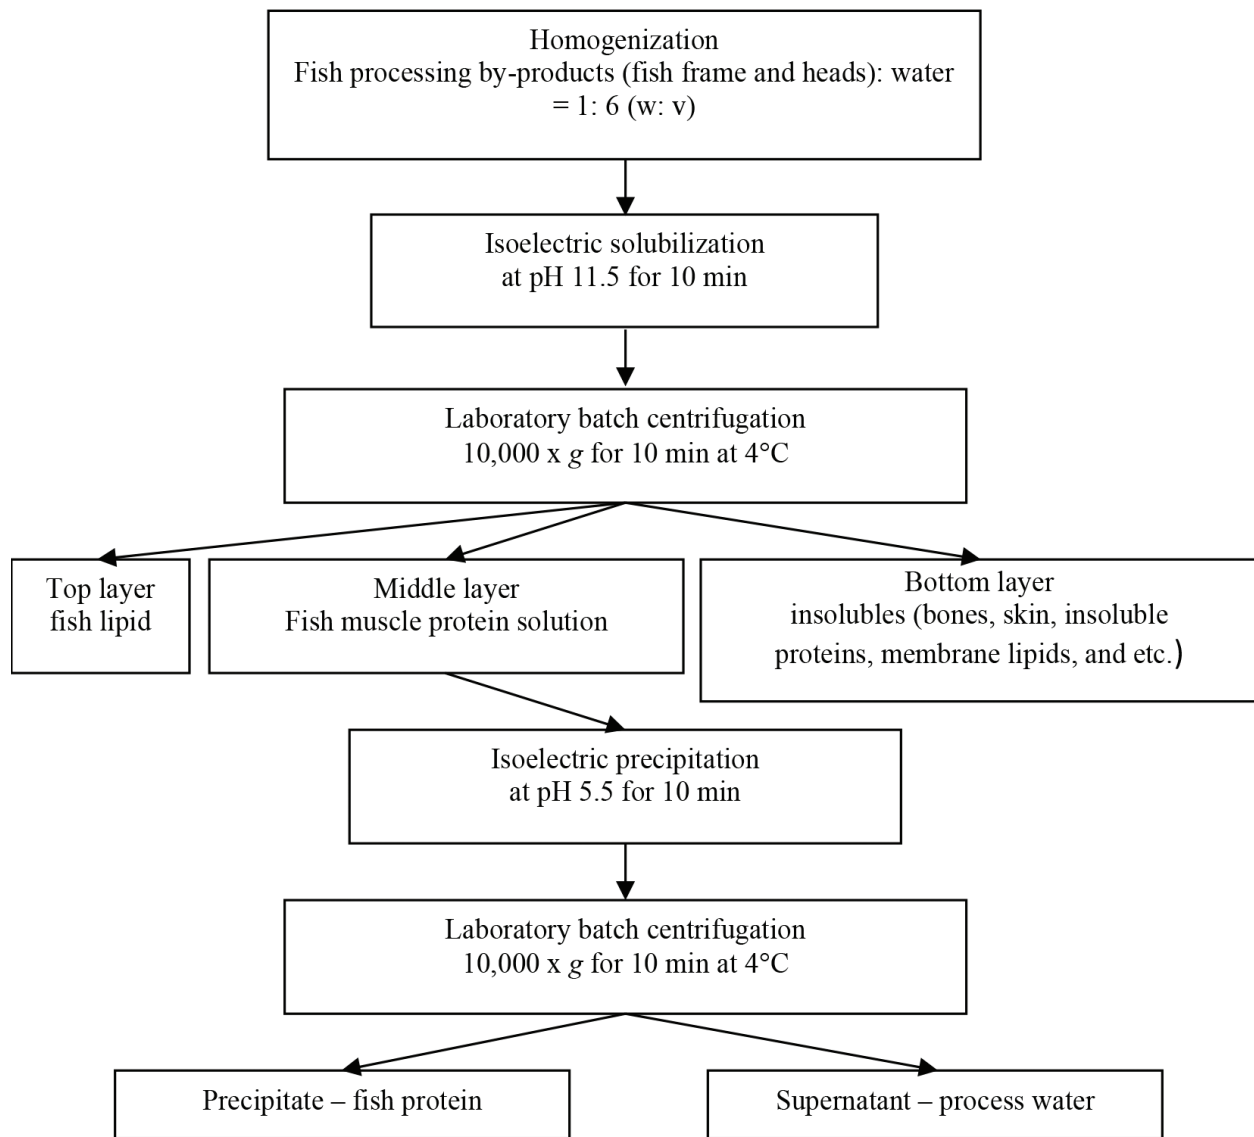 Homogenization
Fish processing by-products (fish frame and heads): water
= 1: 6 (w: v)
Isoelectric solubilization
at pH 11.5 for 10 min
Laboratory batch centrifugation
10,000 x g for 10 min at 4°C
Top layer
fish lipid
Middle layer
Fish muscle protein solution
Bottom layer
insolubles (bones, skin, insoluble
proteins, membrane lipids, and etc.)
Isoelectric precipitation
at pH 5.5 for 10 min
Laboratory batch centrifugation
10,000 x g for 10 min at 4°C
Precipitate – fish protein
Supernatant – process water